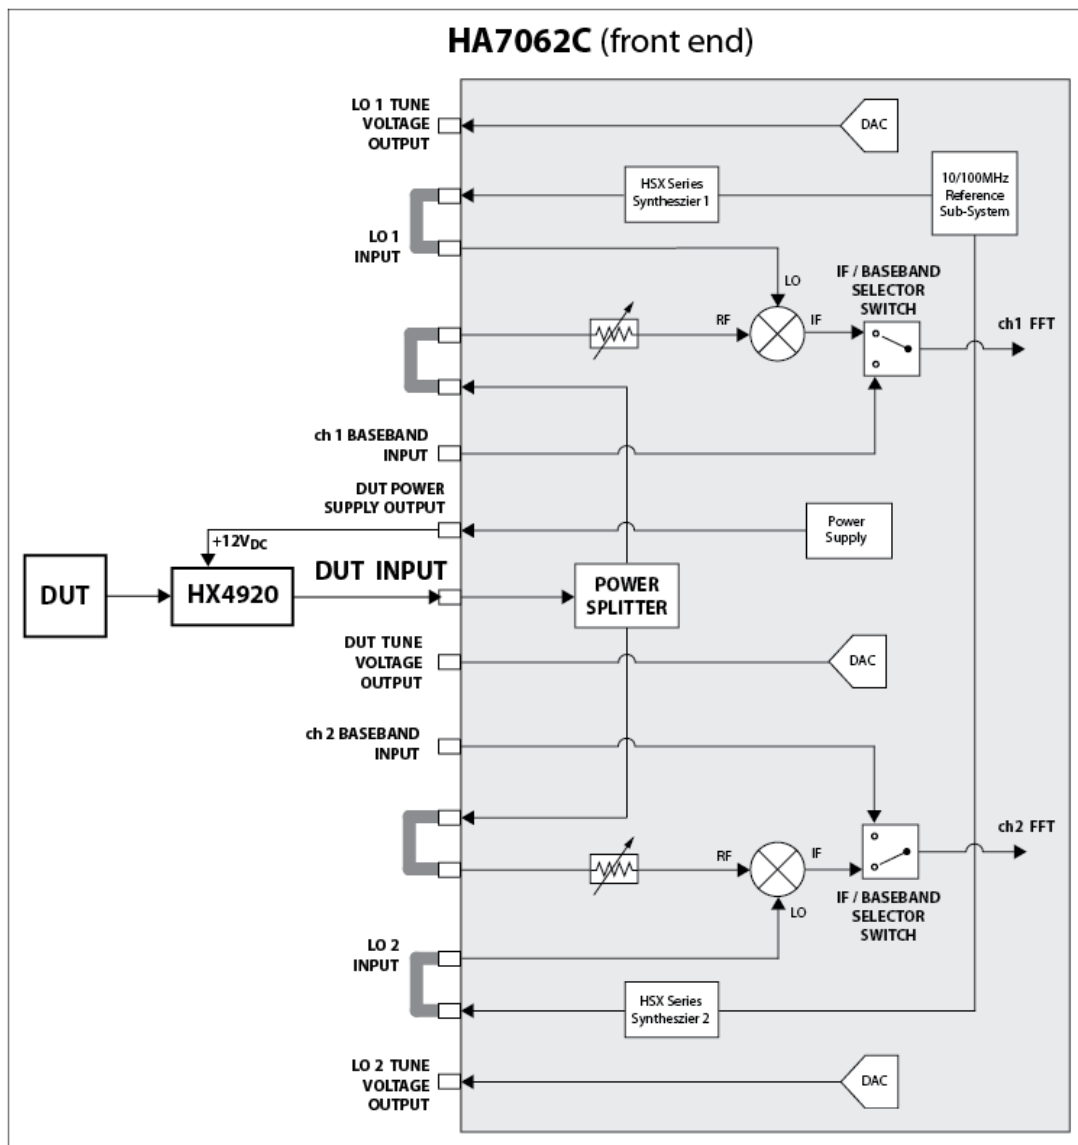 HA7062C (front end)
LO 1 TUNE
VOLTAGE
OUTPUT
DAC
HSX Series
Syntheszier 1
10/100MHz
Reference
Sub-System
LO 1
INPUT
LO
IF / BASEBAND
SELECTOR
SWITCH
RF
IF
ch1 FFT
ch 1 BASEBAND
INPUT
DUT POWER
SUPPLY OUTPUT
+12VDC
Power
Supply
DUT
HX4920
DUT INPUT
POWER
SPLITTER
DUT TUNE
VOLTAGE
OUTPUT
DAC
ch 2 BASEBAND
INPUT
ch2 FFT
RF
IF
LO
IF / BASEBAND
SELECTOR
SWITCH
LO 2
INPUT
HSX Series
Syntheszier 2
LO 2 TUNE
VOLTAGE
OUTPUT
DAC